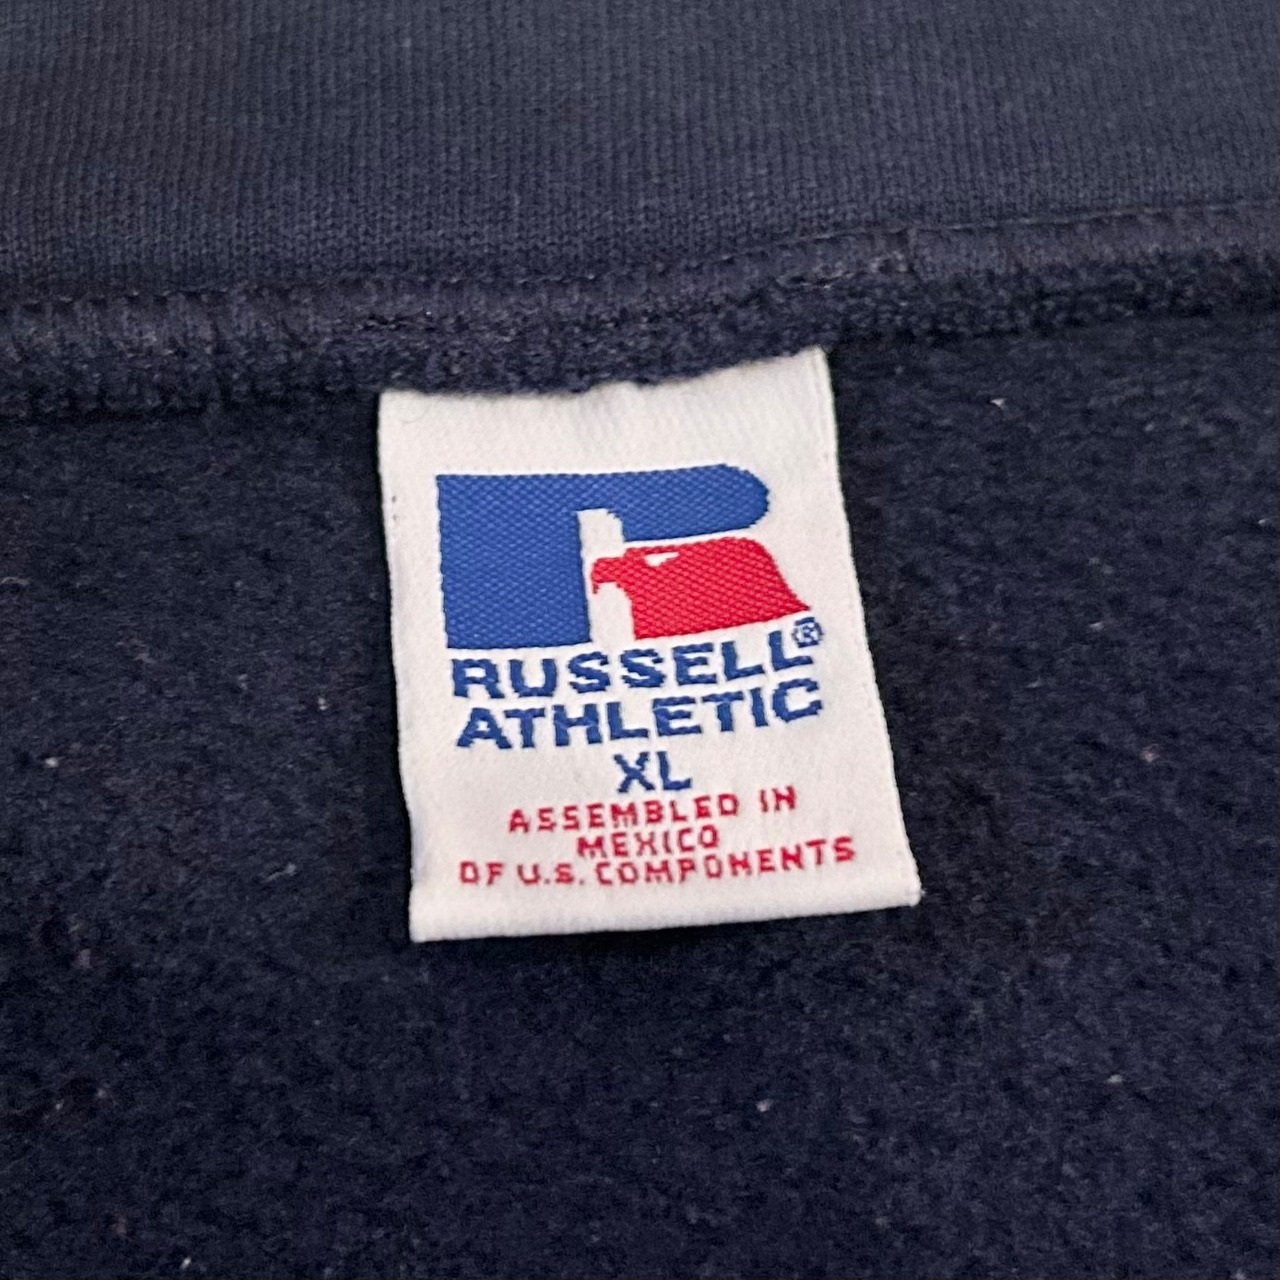 RUSSELL®
ATHLETIC
XL
ASSEMBLED IN
MEXICO
OF U.S. COMPONENTS